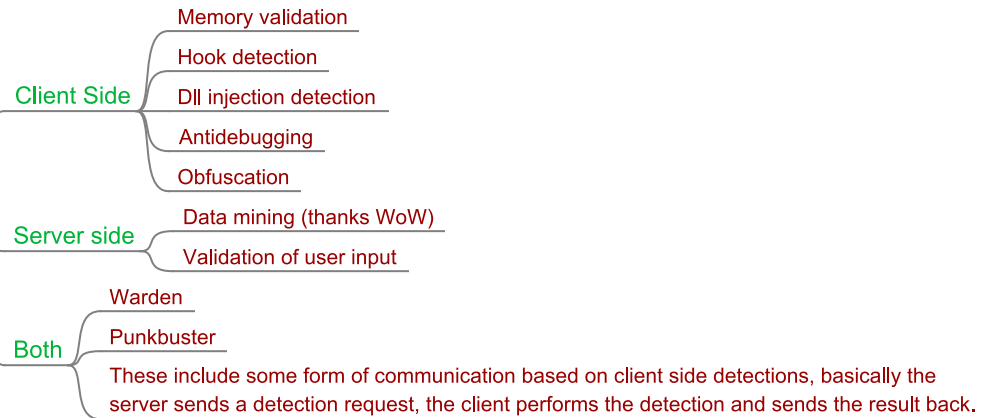 Memory validation
Hook detection
Client Side
Dll injection detection
Antidebugging
Obfuscation
Data mining (thanks WoW)
Server side
Validation of user input
Warden
Punkbuster
Both
These include some form of communication based on client side detections, basically the
server sends a detection request, the client performs the detection and sends the result back.